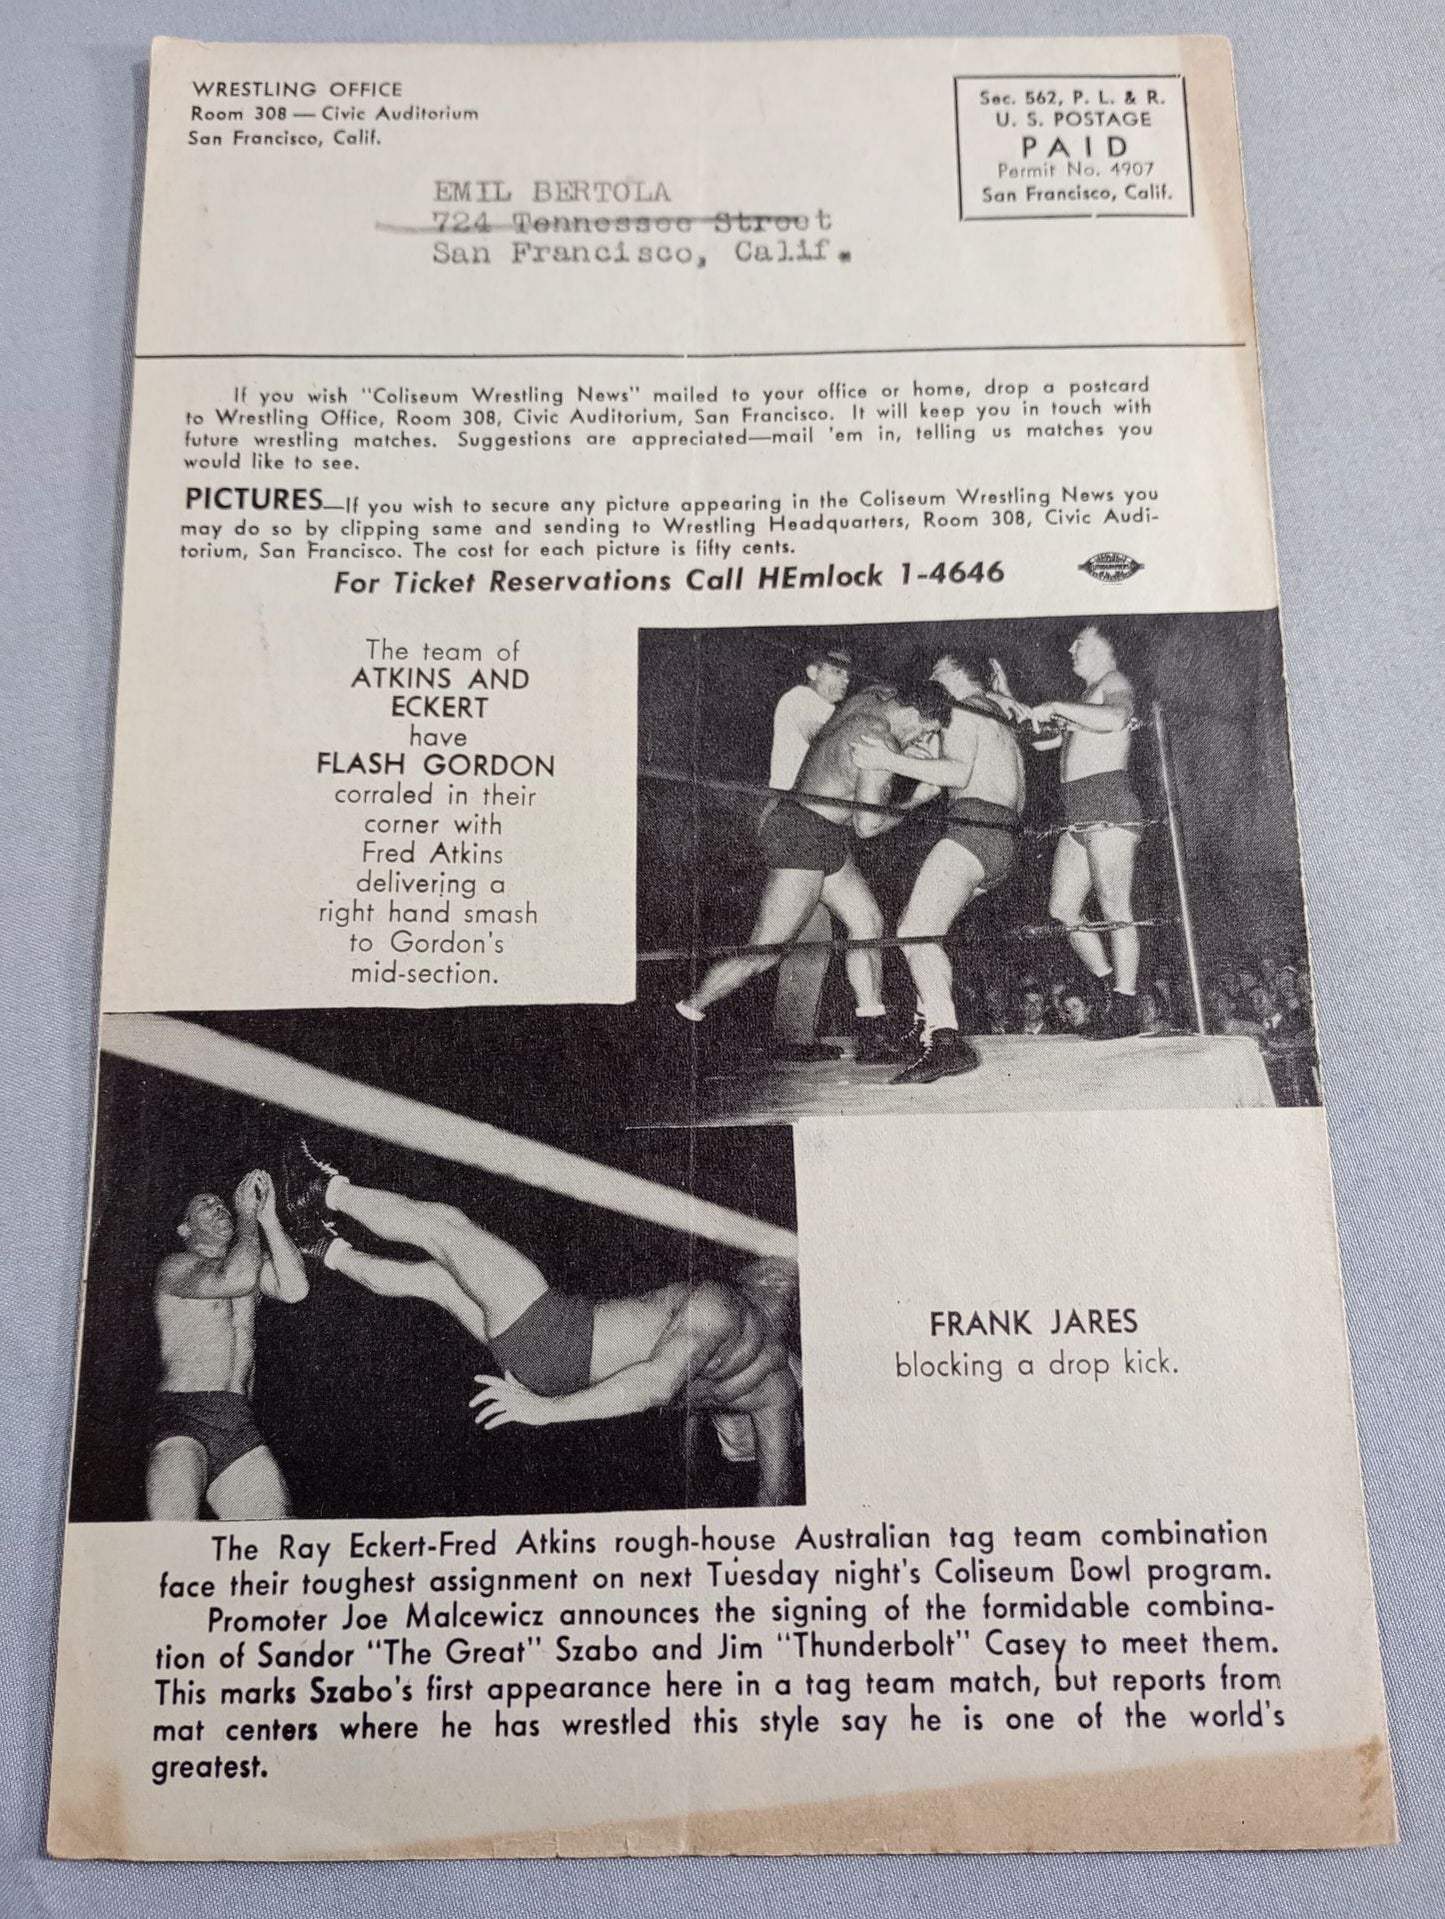 WRESTLING OFFICE
Room 308 — Civic Auditorium
San Francisco, Calif.
Sec. 562, P. L. & R.
U. S. POSTAGE
PAID
Permit No. 4907
San Francisco, Calif.
EMIL BERTOLA
724 Tennessee Street
San Francisco, Calif.
If you wish "Coliseum Wrestling News" mailed to your office or home, drop a postcard
to Wrestling Office, Room 308, Civic Auditorium, San Francisco. It will keep you in touch with
future wrestling matches. Suggestions are appreciated—mail 'em in, telling us matches you
would like to see.
PICTURES—If you wish to secure any picture appearing in the Coliseum Wrestling News you
may do so by clipping same and sending to Wrestling Headquarters, Room 308, Civic Audi-
torium, San Francisco. The cost for each picture is fifty cents.
For Ticket Reservations Call HEmlock 1-4646
The team of
ATKINS AND
ECKERT
have
FLASH GORDON
corraled in their
corner with
Fred Atkins
delivering a
right hand smash
to Gordon's
mid-section.
FRANK JARES
blocking a drop kick.
The Ray Eckert-Fred Atkins rough-house Australian tag team combination
face their toughest assignment on next Tuesday night's Coliseum Bowl program.
Promoter Joe Malcewicz announces the signing of the formidable combina-
tion of Sandor "The Great" Szabo and Jim "Thunderbolt" Casey to meet them.
This marks Szabo's first appearance here in a tag team match, but reports from
mat centers where he has wrestled this style say he is one of the world's
greatest.